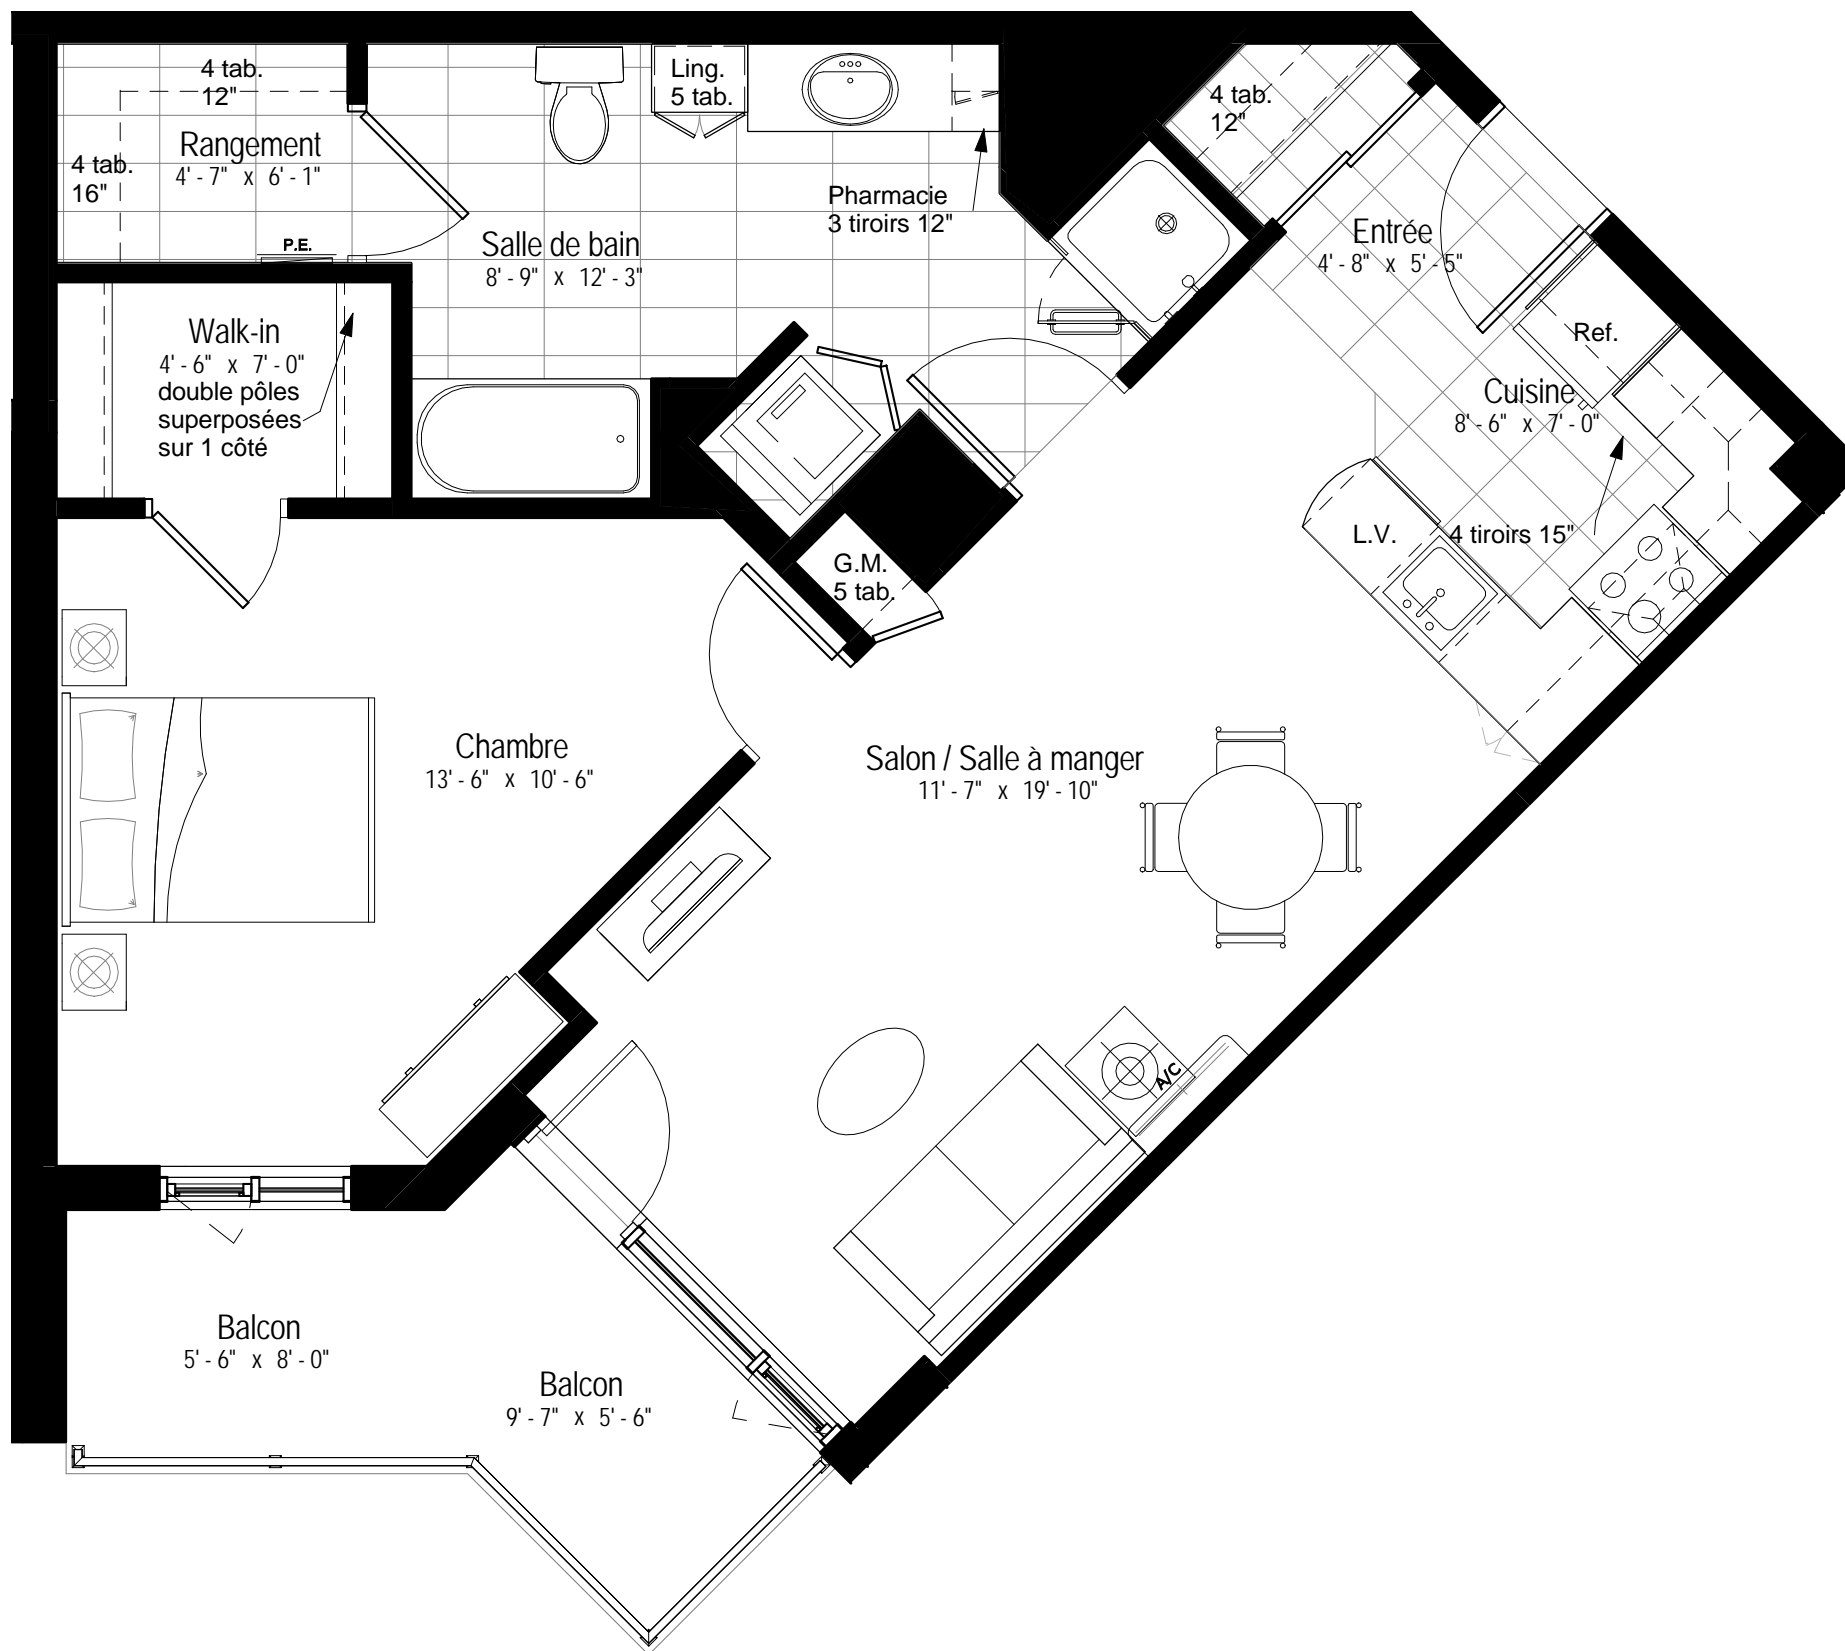 4 tab.
12"
Rangement
4' - 7" x 6' - 1"
4 tab.
16"
P.E.
Ling.
5 tab.
Pharmacie
3 tiroirs 12"
Salle de bain
8' - 9" x 12' - 3"
4 tab.
12"
Entrée
4' - 8" x 5' - 5"
Ref.
Walk-in
4' - 6" x 7' - 0"
double pôles
superposées
sur 1 côté
Cuisine
8' - 6" x 7' - 0"
L.V.
4 tiroirs 15"
G.M.
5 tab.
Chambre
13' - 6" x 10' - 6"
Salon / Salle à manger
11' - 7" x 19' - 10"
A/C
Balcon
5' - 6" x 8' - 0"
Balcon
9' - 7" x 5' - 6"